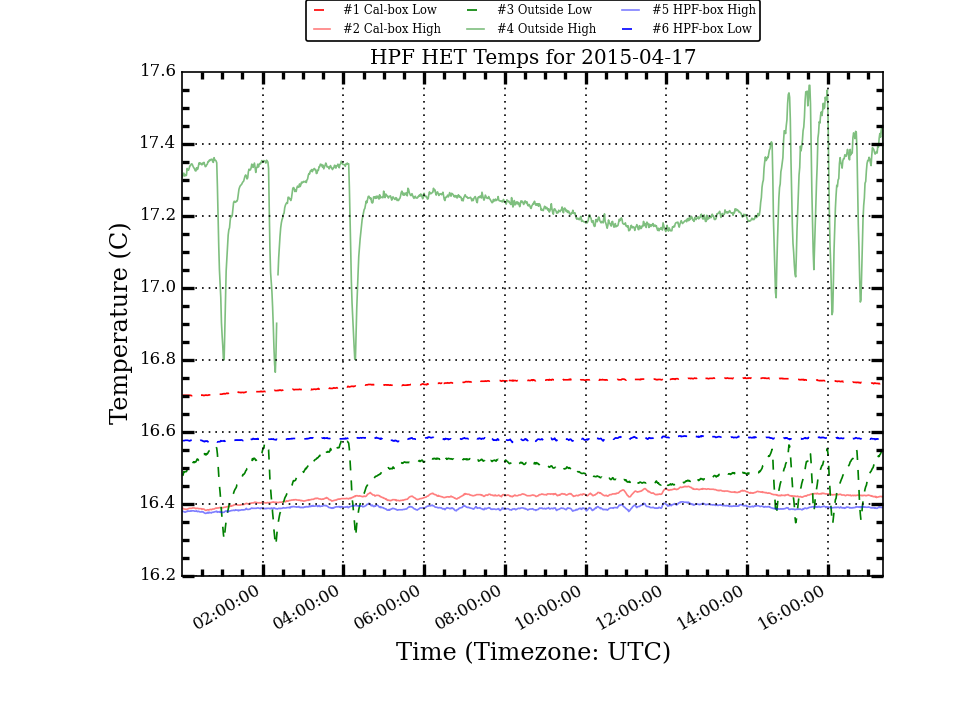 #1 Cal-box Low #3 Outside Low #5 HPF-box High
#2 Cal-box High #4 Outside High #6 HPF-box Low
HPF HET Temps for 2015-04-17
17.6
17.4
17.2
17.0
16.8
16.6
16.4
16.2
Temperature (C)
02:00:00 04:00:00 06:00:00 08:00:00 10:00:00 12:00:00 14:00:00 16:00:00
Time (Timezone: UTC)